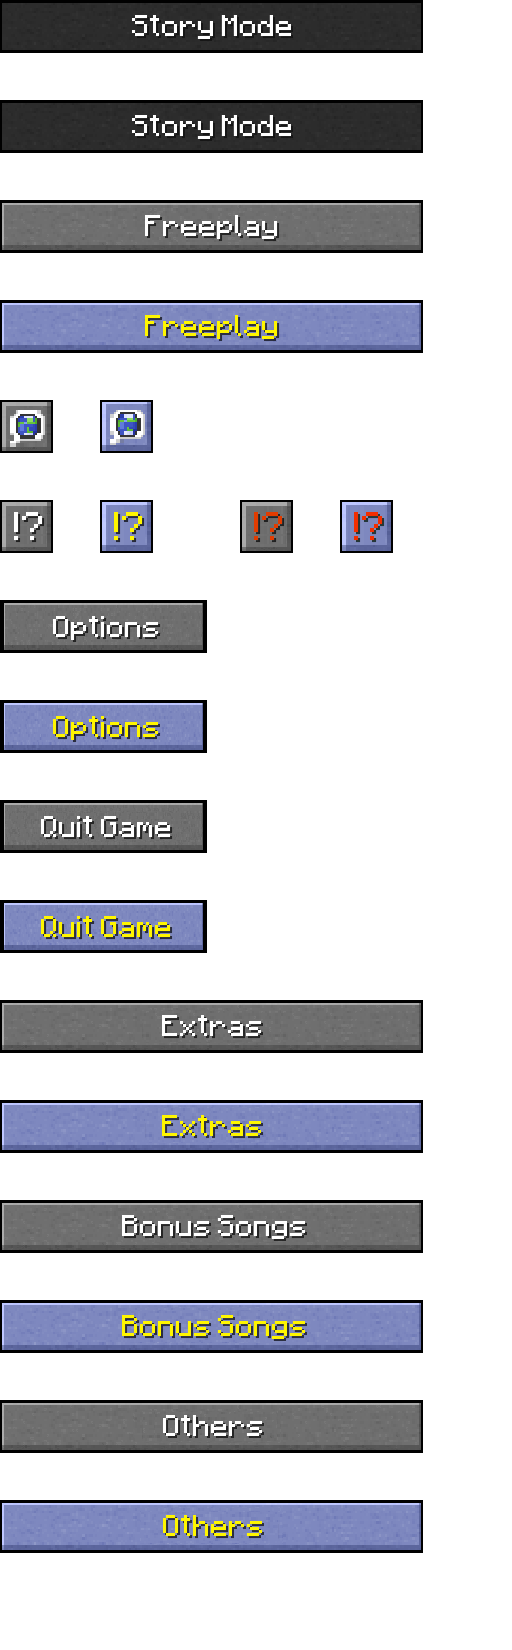 Story Mode
Story Mode
Freeplay
Freeplay
!? !? !? !?
Options
Options
Quit Game
Quit Game
Extras
Extras
Bonus Songs
Bonus Songs
Others
Others